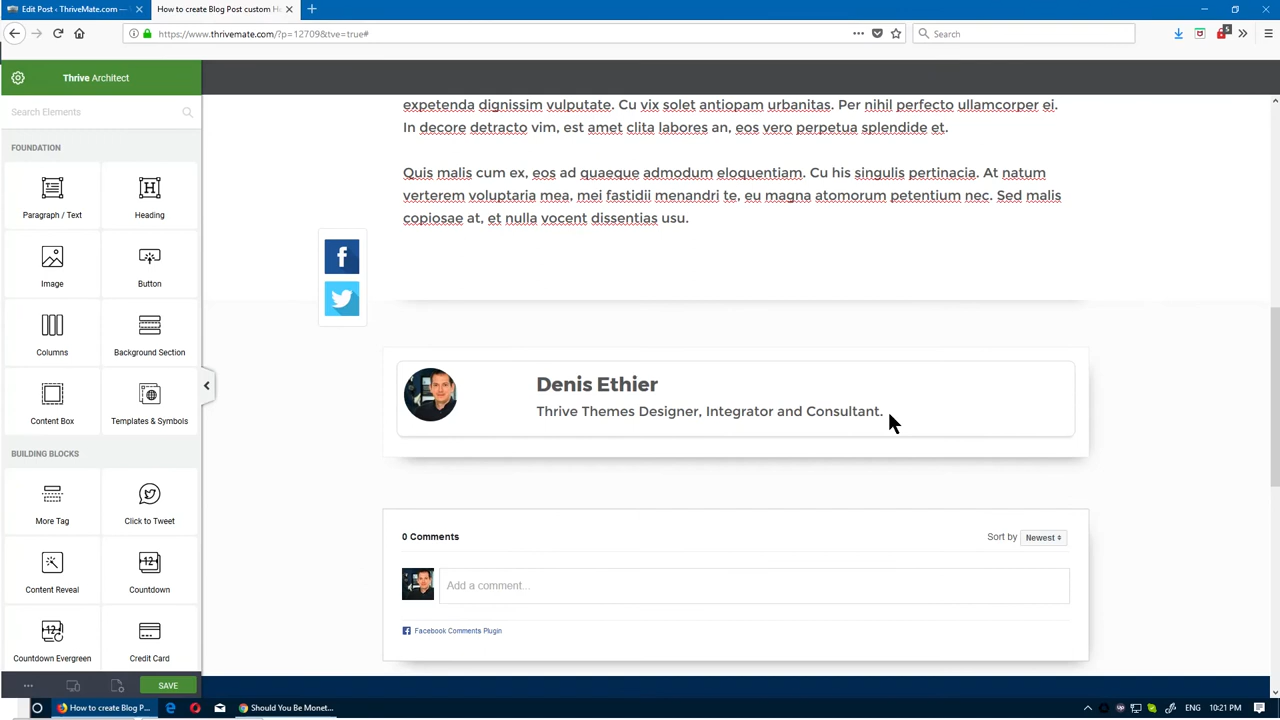 Edit Post ‹ ThriveMate.com
How to create Blog Post custom H
https://www.thrivemate.com/?p=12709&tve=true#
Search
5
Thrive Architect
Search Elements
FOUNDATION
Paragraph / Text
Heading
Image
Button
Columns
Background Section
Content Box
Templates & Symbols
BUILDING BLOCKS
More Tag
Click to Tweet
Content Reveal
Countdown
Countdown Evergreen
Credit Card
SAVE
expetenda dignissim vulputate. Cu vix solet antiopam urbanitas. Per nihil perfecto ullamcorper ei.
In decore detracto vim, est amet clita labores an, eos vero perpetua splendide et.
Quis malis cum ex, eos ad quaeque admodum eloquentiam. Cu his singulis pertinacia. At natum
verterem voluptaria mea, mei fastidii menandri te, eu magna atomorum petentium nec. Sed malis
copiosae at, et nulla vocent dissentias usu.
Denis Ethier
Thrive Themes Designer, Integrator and Consultant.
0 Comments
Sort by Newest
Add a comment...
Facebook Comments Plugin
How to create Blog P...
Should You Be Monet...
ENG
10:21 PM